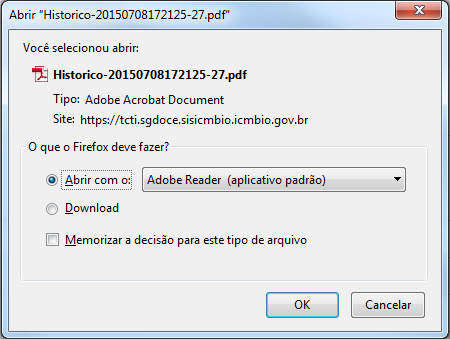 Abrir "Historico-20150708172125-27.pdf"
Você selecionou abrir:
Historico-20150708172125-27.pdf
Tipo: Adobe Acrobat Document
Site: https://tcti.sgdoce.sisicmbio.icmbio.gov.br
O que o Firefox deve fazer?
Abrir com o: Adobe Reader (aplicativo padrão)
Download
Memorizar a decisão para este tipo de arquivo
OK Cancelar